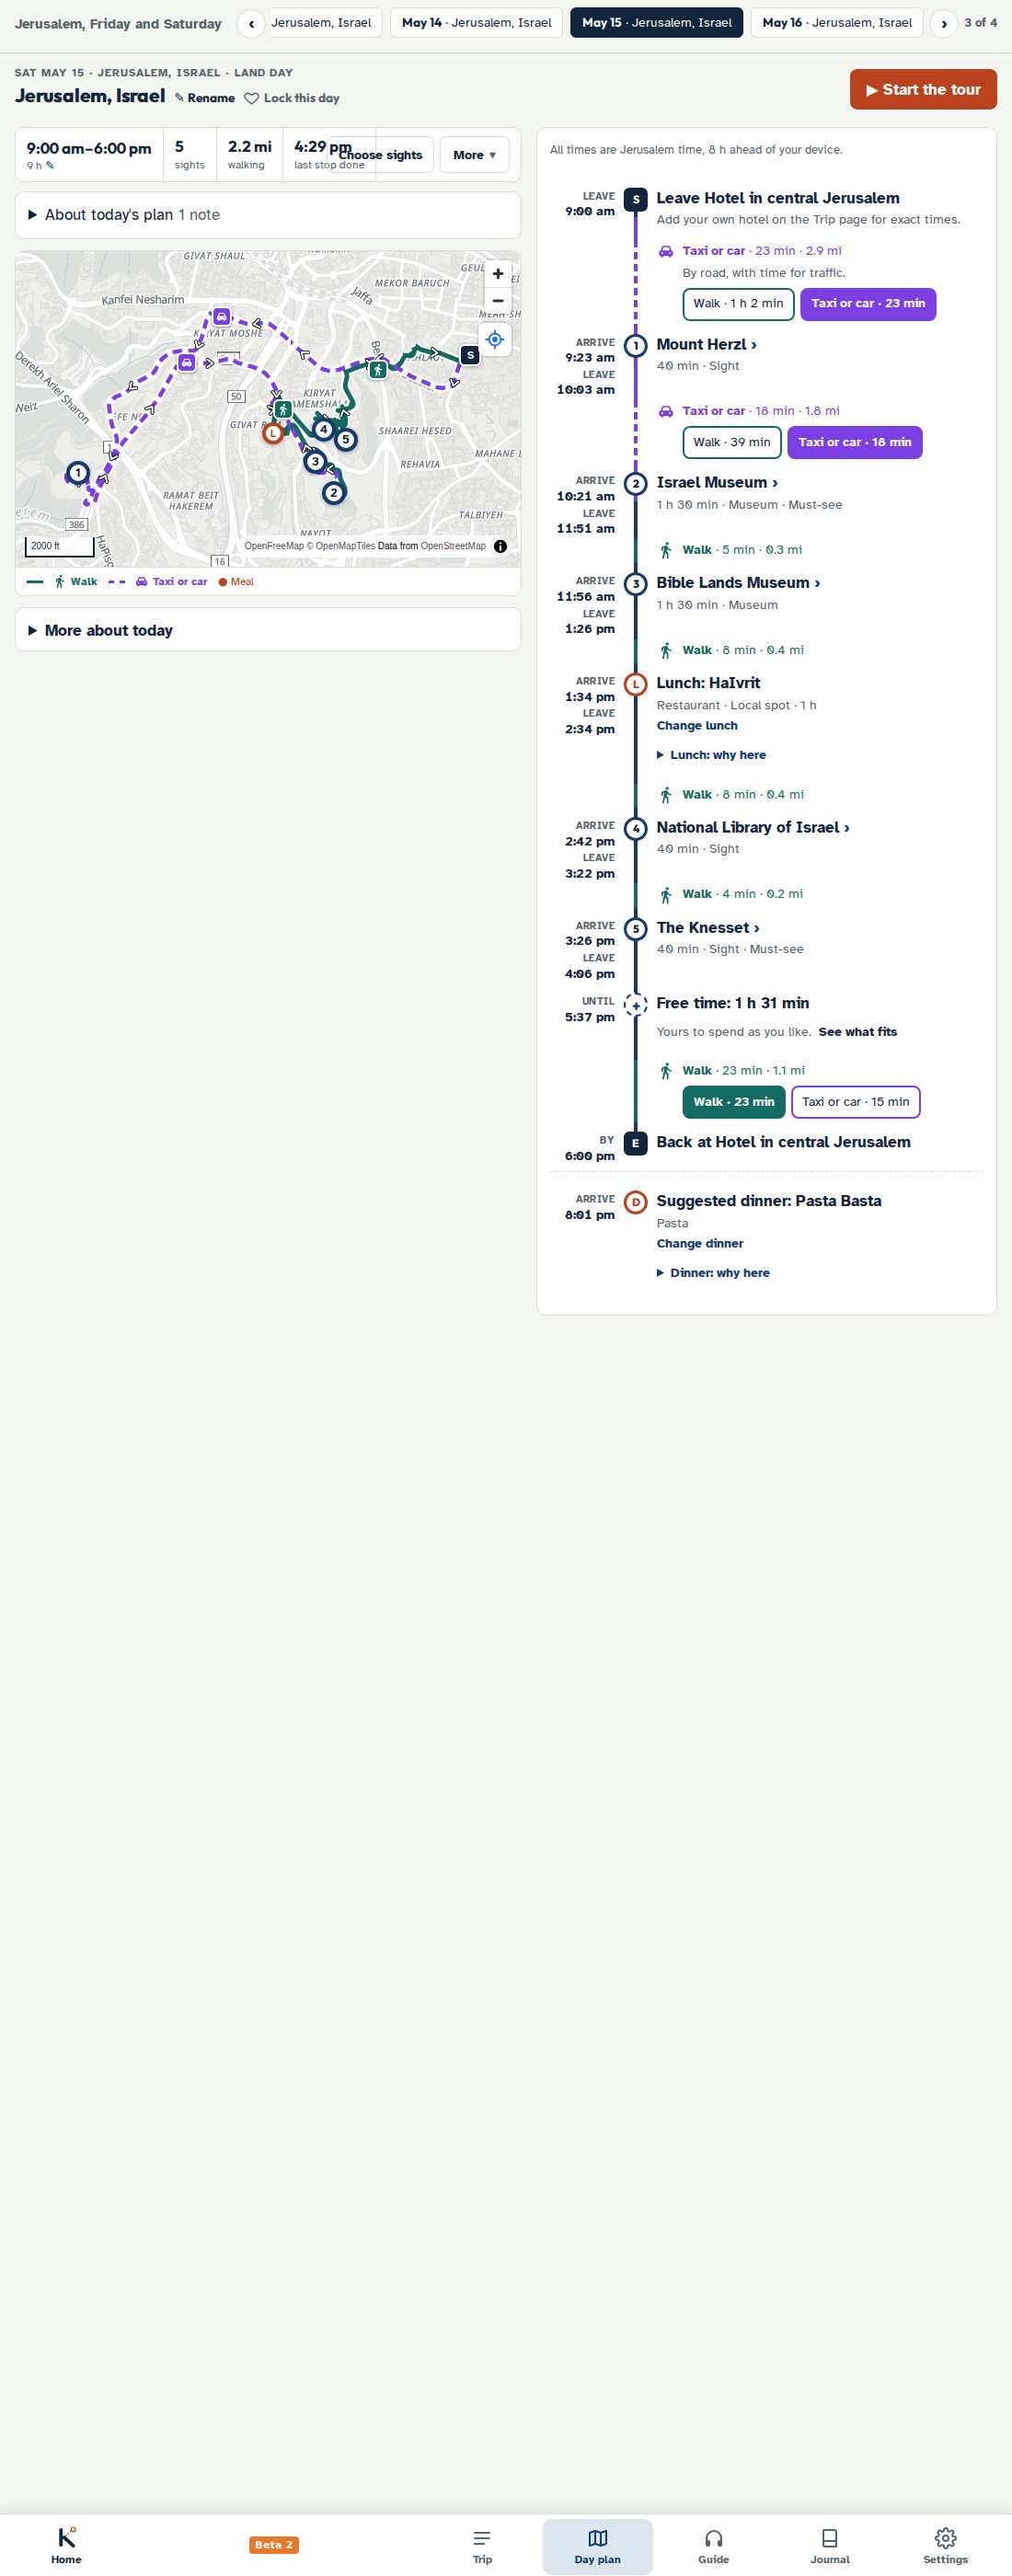 Jerusalem, Friday and Saturday
‹
Jerusalem, Israel
May 14 · Jerusalem, Israel
May 15 · Jerusalem, Israel
May 16 · Jerusalem, Israel
›
3 of 4
SAT MAY 15 · JERUSALEM, ISRAEL · LAND DAY
Jerusalem, Israel ✎ Rename Lock this day
▶ Start the tour
9:00 am–6:00 pm
9 h ✎
5
sights
2.2 mi
walking
4:29 pm
last stop done
Choose sights
More ▼
▶ About today's plan 1 note
GIVAT SHAUL
MEKOR BARUCH
Kanfei Nesharim
Jaffa
Derekh Ariel Sharon
50
KIRYAT
SHAAREI HESED
REHAVIA
RAMAT BEIT
HAKEREM
TALBIYEH
NAYOT
386
16
S
L
1
2
3
4
5
+
−
2000 ft
OpenFreeMap © OpenMapTiles Data from OpenStreetMap
Walk
Taxi or car
Meal
▶ More about today
All times are Jerusalem time, 8 h ahead of your device.
LEAVE
9:00 am
S
Leave Hotel in central Jerusalem
Add your own hotel on the Trip page for exact times.
Taxi or car · 23 min · 2.9 mi
By road, with time for traffic.
Walk · 1 h 2 min
Taxi or car · 23 min
ARRIVE
9:23 am
LEAVE
10:03 am
1
Mount Herzl ›
40 min · Sight
Taxi or car · 18 min · 1.8 mi
Walk · 39 min
Taxi or car · 18 min
ARRIVE
10:21 am
LEAVE
11:51 am
2
Israel Museum ›
1 h 30 min · Museum · Must-see
Walk · 5 min · 0.3 mi
ARRIVE
11:56 am
LEAVE
1:26 pm
3
Bible Lands Museum ›
1 h 30 min · Museum
Walk · 8 min · 0.4 mi
ARRIVE
1:34 pm
LEAVE
2:34 pm
L
Lunch: HaIvrit
Restaurant · Local spot · 1 h
Change lunch
▶ Lunch: why here
Walk · 8 min · 0.4 mi
ARRIVE
2:42 pm
LEAVE
3:22 pm
4
National Library of Israel ›
40 min · Sight
Walk · 4 min · 0.2 mi
ARRIVE
3:26 pm
LEAVE
4:06 pm
5
The Knesset ›
40 min · Sight · Must-see
UNTIL
5:37 pm
+
Free time: 1 h 31 min
Yours to spend as you like. See what fits
Walk · 23 min · 1.1 mi
Walk · 23 min
Taxi or car · 15 min
BY
6:00 pm
E
Back at Hotel in central Jerusalem
ARRIVE
8:01 pm
D
Suggested dinner: Pasta Basta
Pasta
Change dinner
▶ Dinner: why here
Home
Beta 2
Trip
Day plan
Guide
Journal
Settings